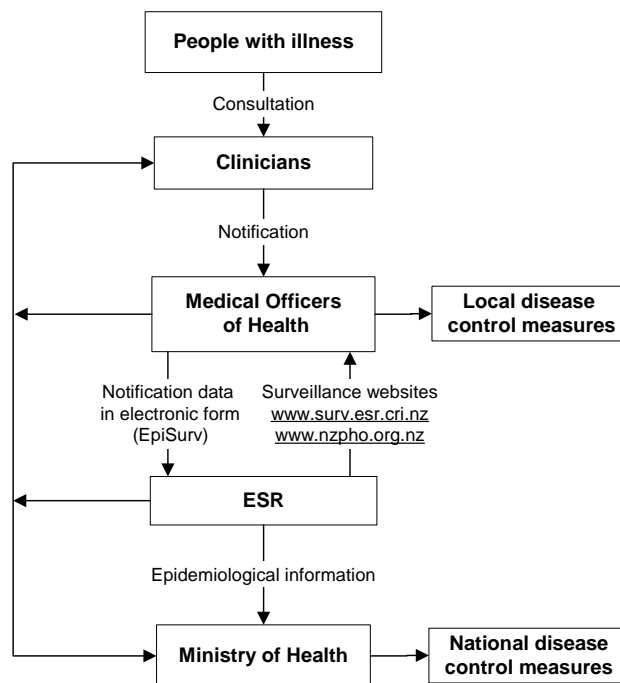 People with illness
Consultation
Clinicians
Notification
Medical Officers
of Health
Local disease
control measures
Notification data
in electronic form
(EpiSurv)
Surveillance websites
www.surv.esr.cri.nz
www.nzpho.org.nz
ESR
Epidemiological information
Ministry of Health
National disease
control measures